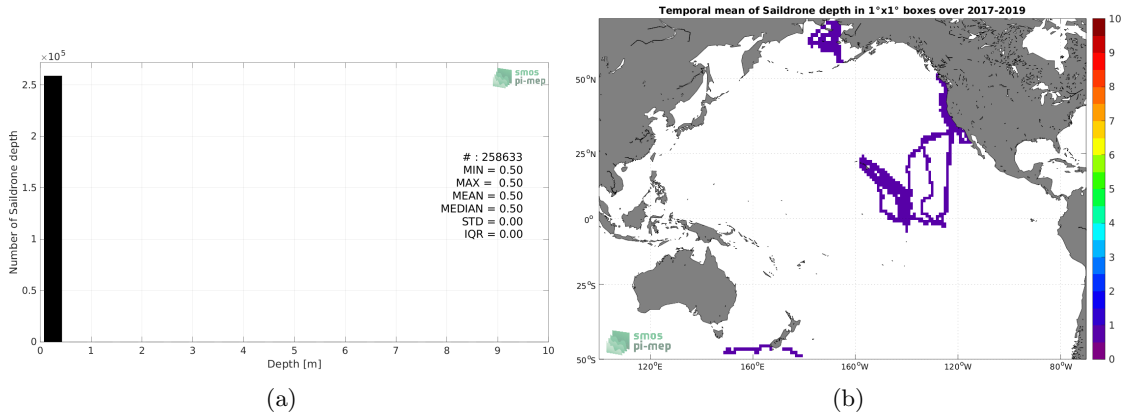 ×10⁵
2.5
2
1.5
1
0.5
0
0 1 2 3 4 5 6 7 8 9 10
Number of Saildrone depth
Depth [m]
smos
pi-mep
# : 258633
MIN = 0.50
MAX = 0.50
MEAN = 0.50
MEDIAN = 0.50
STD = 0.00
IQR = 0.00
(a)
Temporal mean of Saildrone depth in 1°x1° boxes over 2017-2019
50°N
25°N
0°
25°S
50°S
120°E 160°E 160°W 120°W 80°W
smos
pi-mep
10
9
8
7
6
5
4
3
2
1
0
(b)